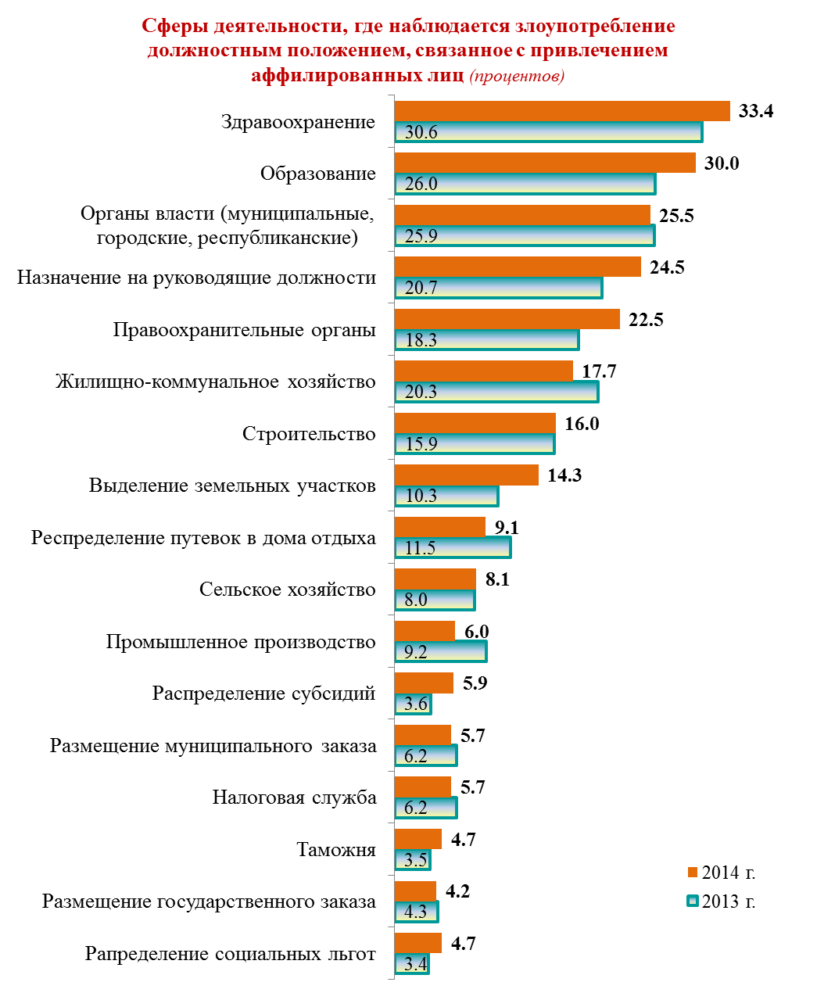 Сферы деятельности, где наблюдается злоупотребление
должностным положением, связанное с привлечением
аффилированных лиц (процентов)
Здравоохранение
33.4
30.6
Образование
30.0
26.0
Органы власти (муниципальные,
городские, республиканские)
25.5
25.9
Назначение на руководящие должности
24.5
20.7
Правоохранительные органы
22.5
18.3
Жилищно-коммунальное хозяйство
17.7
20.3
Строительство
16.0
15.9
Выделение земельных участков
14.3
10.3
Респределение путевок в дома отдыха
9.1
11.5
Сельское хозяйство
8.1
8.0
Промышленное производство
6.0
9.2
Распределение субсидий
5.9
3.6
Размещение муниципального заказа
5.7
6.2
Налоговая служба
5.7
6.2
Таможня
4.7
3.5
Размещение государственного заказа
4.2
4.3
Рапределение социальных льгот
4.7
3.4
2014 г.
2013 г.